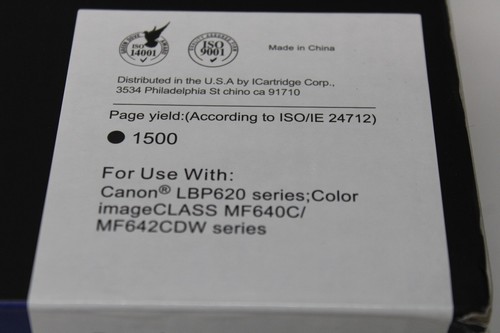 ISO
14001
ISO
9001
Made in China
Distributed in the U.S.A by ICartridge Corp.,
3534 Philadelphia St chino ca 91710
Page yield:(According to ISO/IE 24712)
1500
For Use With:
Canon® LBP620 series;Color
imageCLASS MF640C/
MF642CDW series